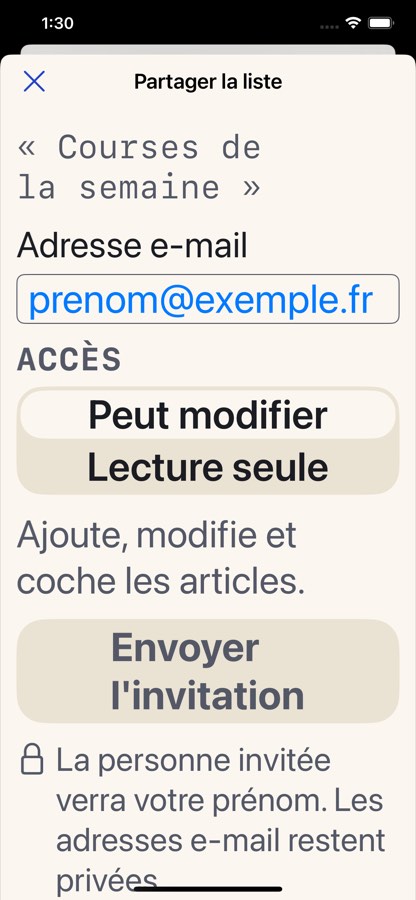 1:30
Partager la liste
« Courses de
la semaine »
Adresse e-mail
prenom@exemple.fr
ACCÈS
Peut modifier
Lecture seule
Ajoute, modifie et
coche les articles.
Envoyer
l'invitation
La personne invitée
verra votre prénom. Les
adresses e-mail restent
privées.